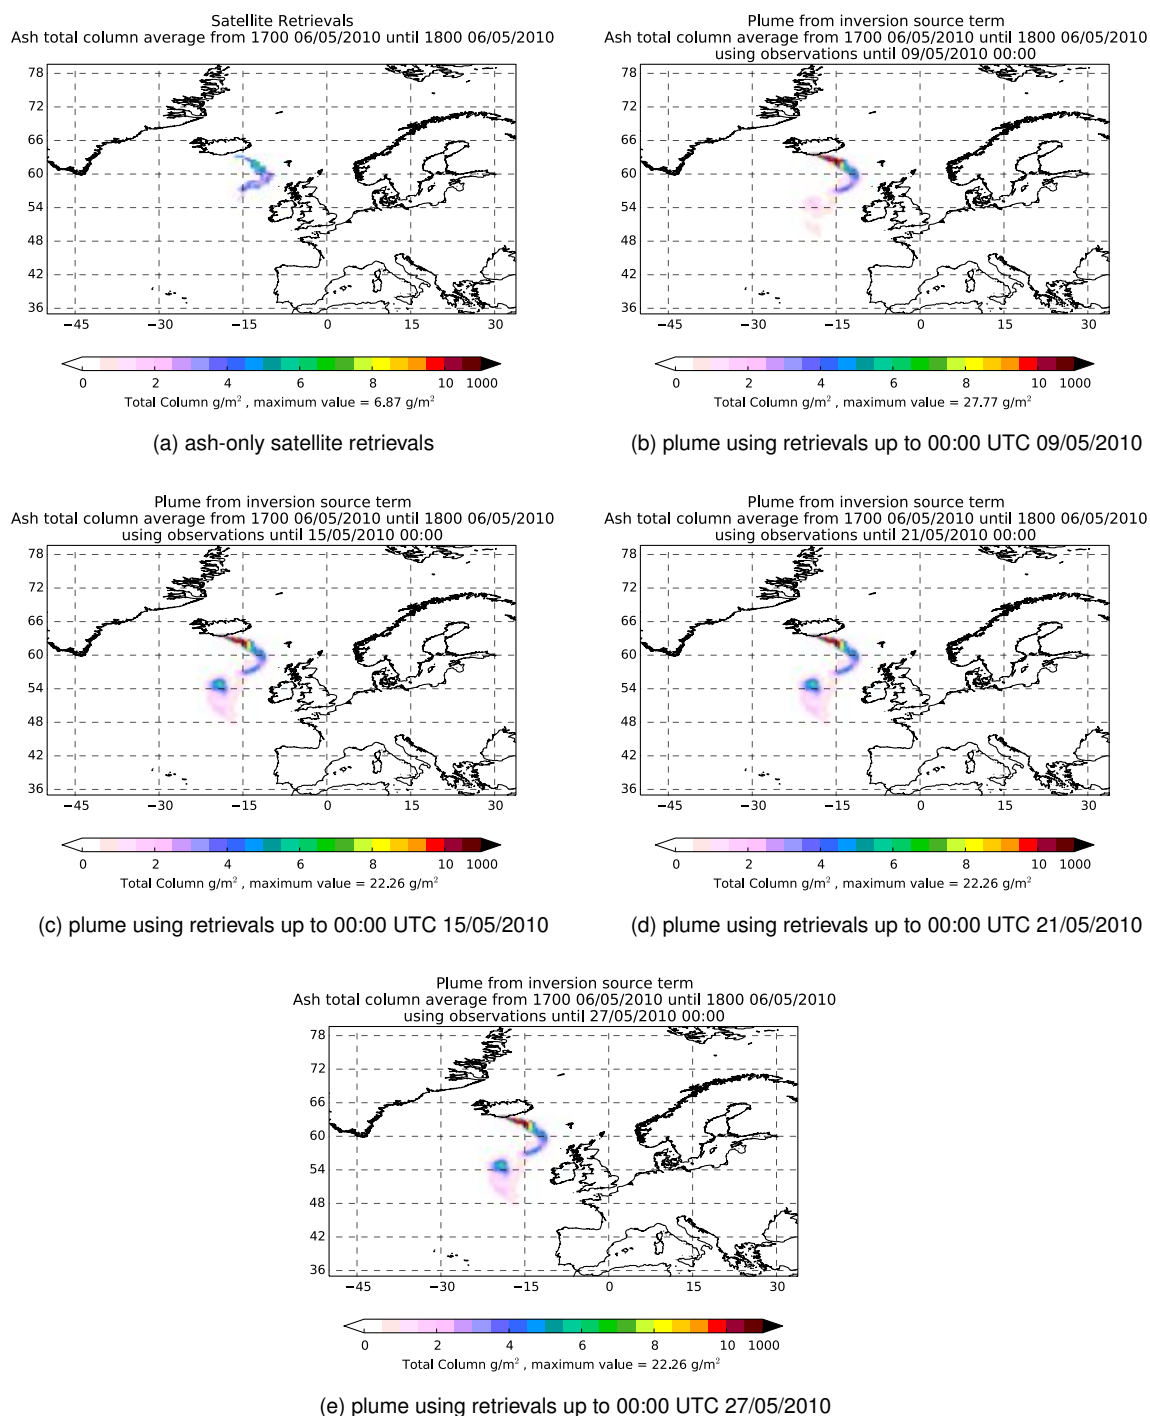 Satellite Retrievals
Ash total column average from 1700 06/05/2010 until 1800 06/05/2010
78
72
66
60
54
48
42
36
−45 −30 −15 0 15 30
0 2 4 6 8 10 1000
Total Column g/m² , maximum value = 6.87 g/m²
(a) ash-only satellite retrievals
Plume from inversion source term
Ash total column average from 1700 06/05/2010 until 1800 06/05/2010
using observations until 09/05/2010 00:00
78
72
66
60
54
48
42
36
−45 −30 −15 0 15 30
0 2 4 6 8 10 1000
Total Column g/m² , maximum value = 27.77 g/m²
(b) plume using retrievals up to 00:00 UTC 09/05/2010
Plume from inversion source term
Ash total column average from 1700 06/05/2010 until 1800 06/05/2010
using observations until 15/05/2010 00:00
78
72
66
60
54
48
42
36
−45 −30 −15 0 15 30
0 2 4 6 8 10 1000
Total Column g/m² , maximum value = 22.26 g/m²
(c) plume using retrievals up to 00:00 UTC 15/05/2010
Plume from inversion source term
Ash total column average from 1700 06/05/2010 until 1800 06/05/2010
using observations until 21/05/2010 00:00
78
72
66
60
54
48
42
36
−45 −30 −15 0 15 30
0 2 4 6 8 10 1000
Total Column g/m² , maximum value = 22.26 g/m²
(d) plume using retrievals up to 00:00 UTC 21/05/2010
Plume from inversion source term
Ash total column average from 1700 06/05/2010 until 1800 06/05/2010
using observations until 27/05/2010 00:00
78
72
66
60
54
48
42
36
−45 −30 −15 0 15 30
0 2 4 6 8 10 1000
Total Column g/m² , maximum value = 22.26 g/m²
(e) plume using retrievals up to 00:00 UTC 27/05/2010